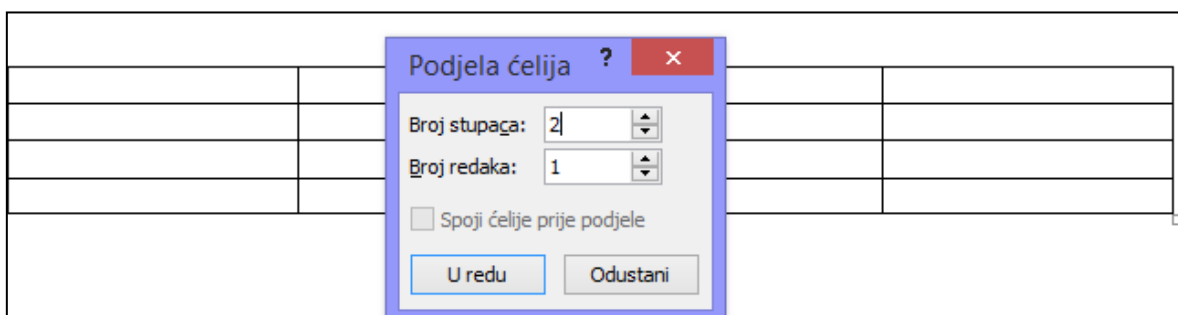 Podjela ćelija ?
Broj stupaca: 2
Broj redaka: 1
Spoji ćelije prije podjele
U redu Odustani